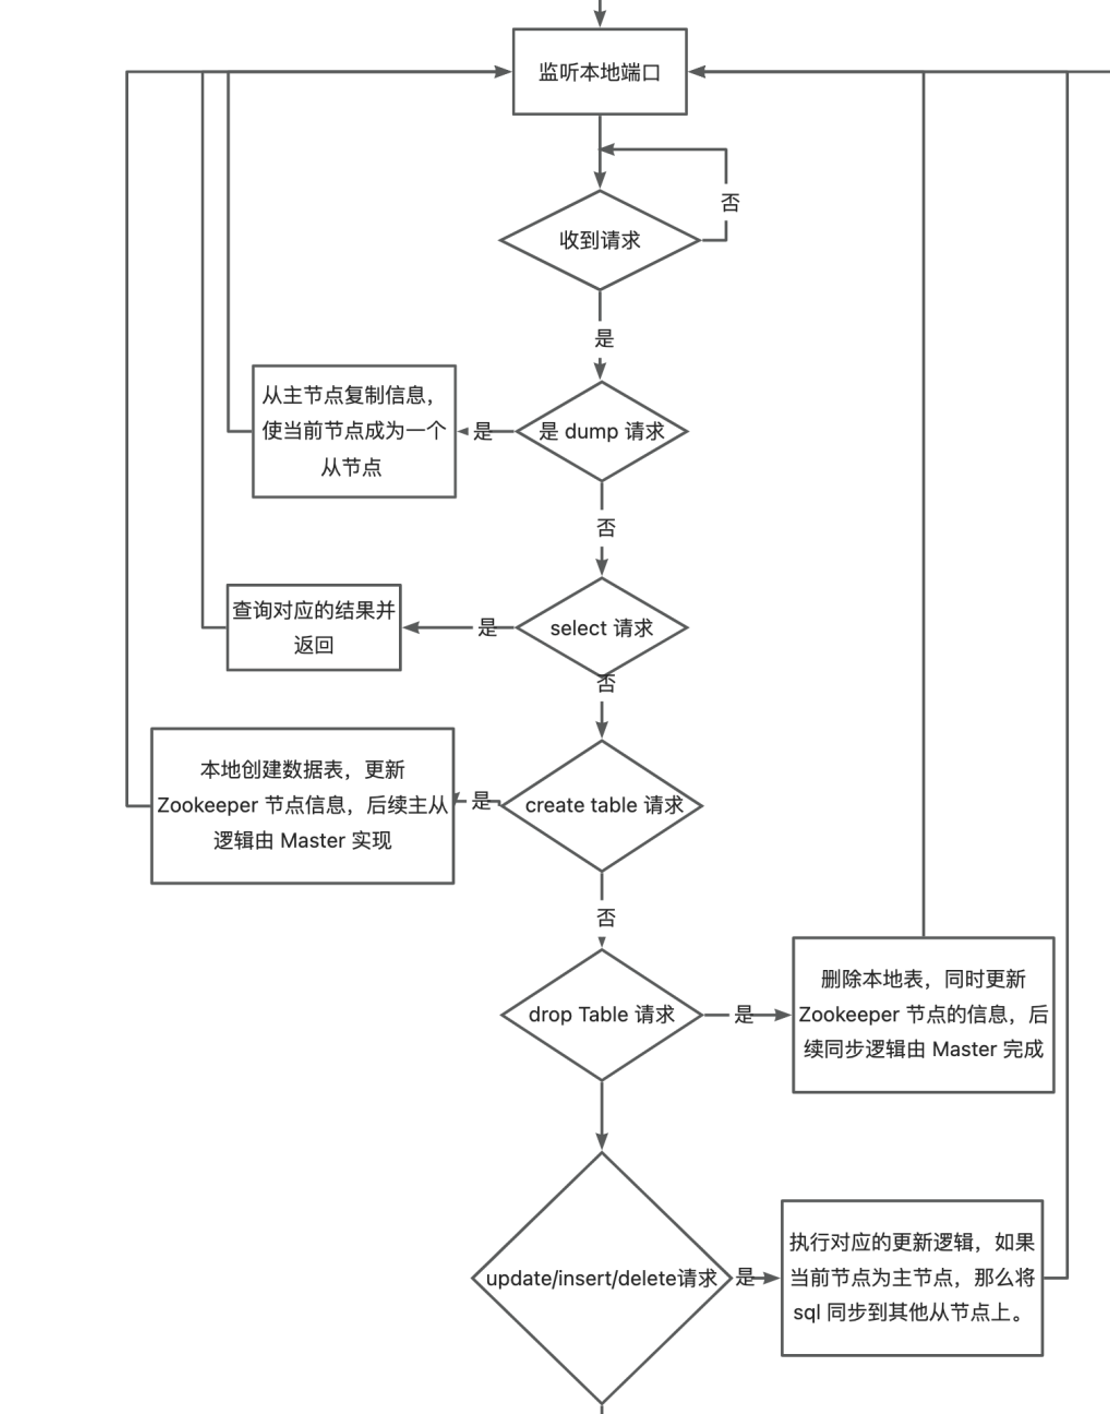 监听本地端口
否
收到请求
是
从主节点复制信息，
使当前节点成为一个
从节点
是
是 dump 请求
否
查询对应的结果并
返回
是
select 请求
否
本地创建数据表，更新
Zookeeper 节点信息，后续主从
逻辑由 Master 实现
是
create table 请求
否
drop Table 请求
是
删除本地表，同时更新
Zookeeper 节点的信息，后
续同步逻辑由 Master 完成
update/insert/delete请求
是
执行对应的更新逻辑，如果
当前节点为主节点，那么将
sql 同步到其他从节点上。